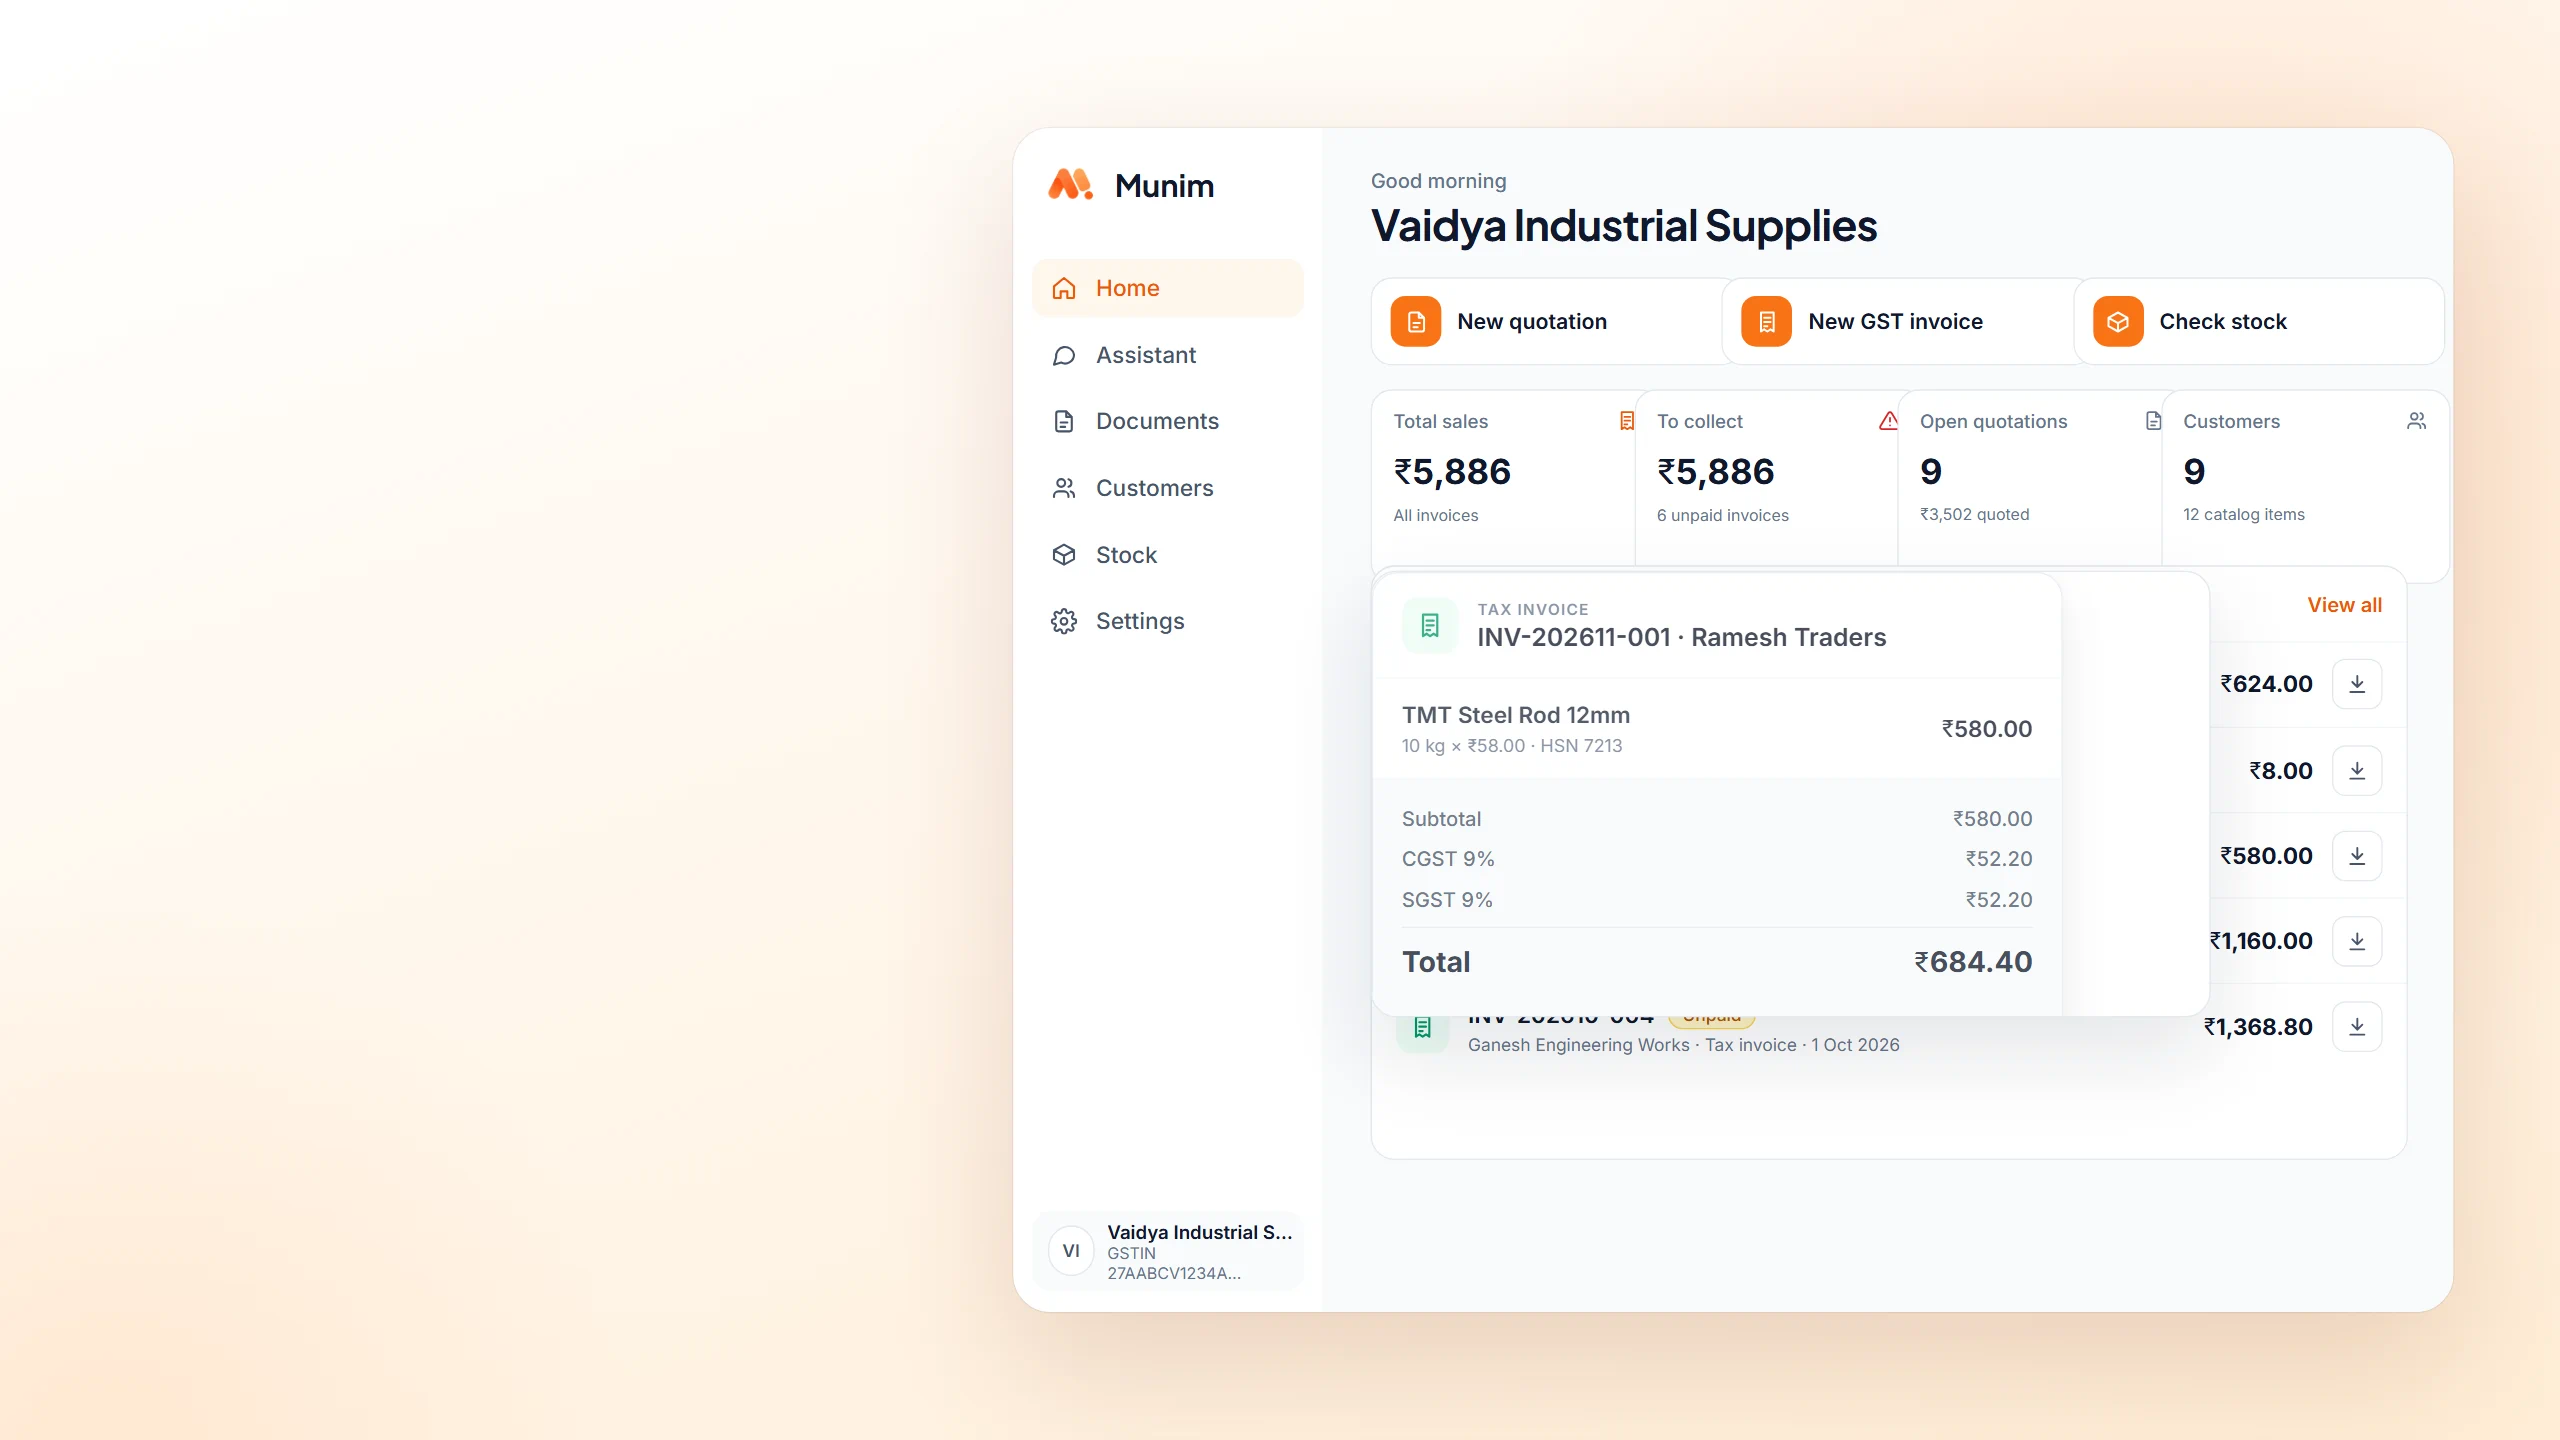 Munim
Home
Assistant
Documents
Customers
Stock
Settings
VI
Vaidya Industrial S...
GSTIN
27AABCV1234A...
Good morning
Vaidya Industrial Supplies
New quotation
New GST invoice
Check stock
Total sales
₹5,886
All invoices
To collect
₹5,886
6 unpaid invoices
Open quotations
9
₹3,502 quoted
Customers
9
12 catalog items
View all
TAX INVOICE
INV-202611-001 · Ramesh Traders
TMT Steel Rod 12mm
₹580.00
10 kg × ₹58.00 · HSN 7213
Subtotal ₹580.00
CGST 9% ₹52.20
SGST 9% ₹52.20
Total ₹684.40
₹624.00
₹8.00
₹580.00
₹1,160.00
INV-202610-004 Unpaid
Ganesh Engineering Works · Tax invoice · 1 Oct 2026
₹1,368.80